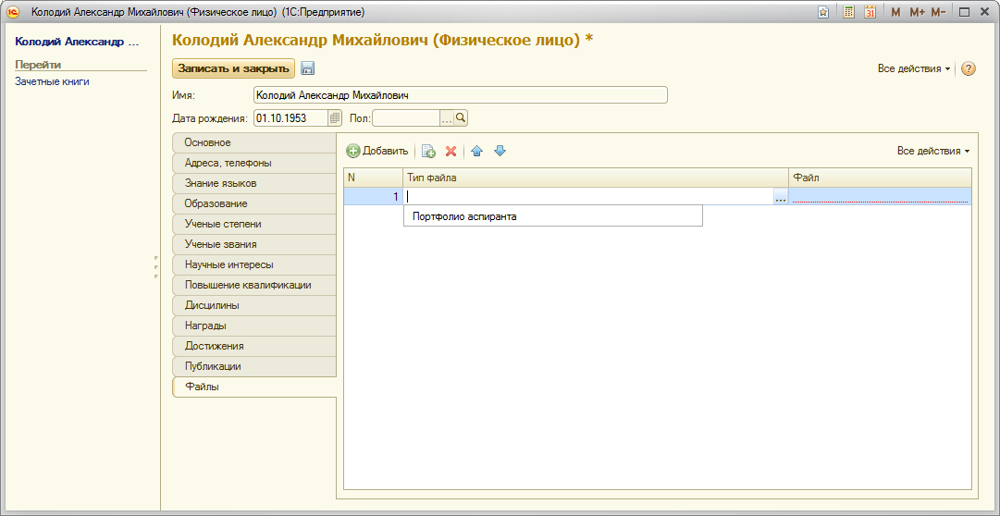 Колодий Александр Михайлович (Физическое лицо) (1С:Предприятие)
31 M M+ M-
Колодий Александр ...
Перейти
Зачетные книги
Колодий Александр Михайлович (Физическое лицо) *
Записать и закрыть
Все действия
?
Имя: Колодий Александр Михайлович
Дата рождения: 01.10.1953 Пол: ...
Основное
Адреса, телефоны
Знание языков
Образование
Ученые степени
Ученые звания
Научные интересы
Повышение квалификации
Дисциплины
Награды
Достижения
Публикации
Файлы
Добавить
Все действия
N Тип файла Файл
1 ...
Портфолио аспиранта